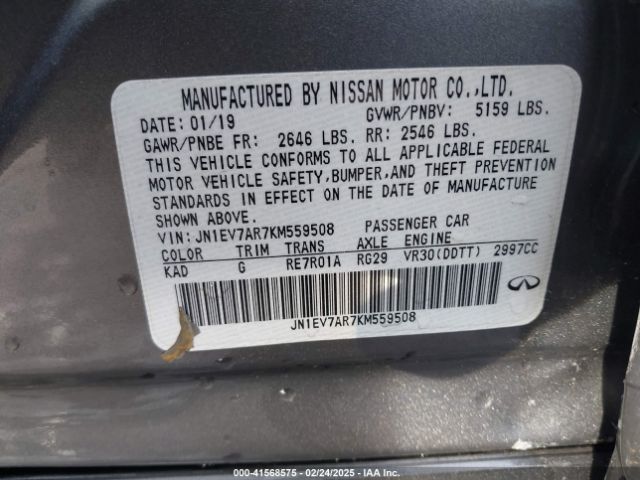 MANUFACTURED BY NISSAN MOTOR CO.,LTD.
DATE: 01/19 GVWR/PNBV: 5159 LBS.
GAWR/PNBE FR: 2646 LBS. RR: 2546 LBS.
THIS VEHICLE CONFORMS TO ALL APPLICABLE FEDERAL
MOTOR VEHICLE SAFETY,BUMPER,AND THEFT PREVENTION
STANDARDS IN EFFECT ON THE DATE OF MANUFACTURE
SHOWN ABOVE.
VIN: JN1EV7AR7KM559508 PASSENGER CAR
COLOR TRIM TRANS AXLE ENGINE
KAD G RE7R01A RG29 VR30(DDTT) 2997CC
JN1EV7AR7KM559508
0-41568575 - 02/24/2025 - IAA Inc.